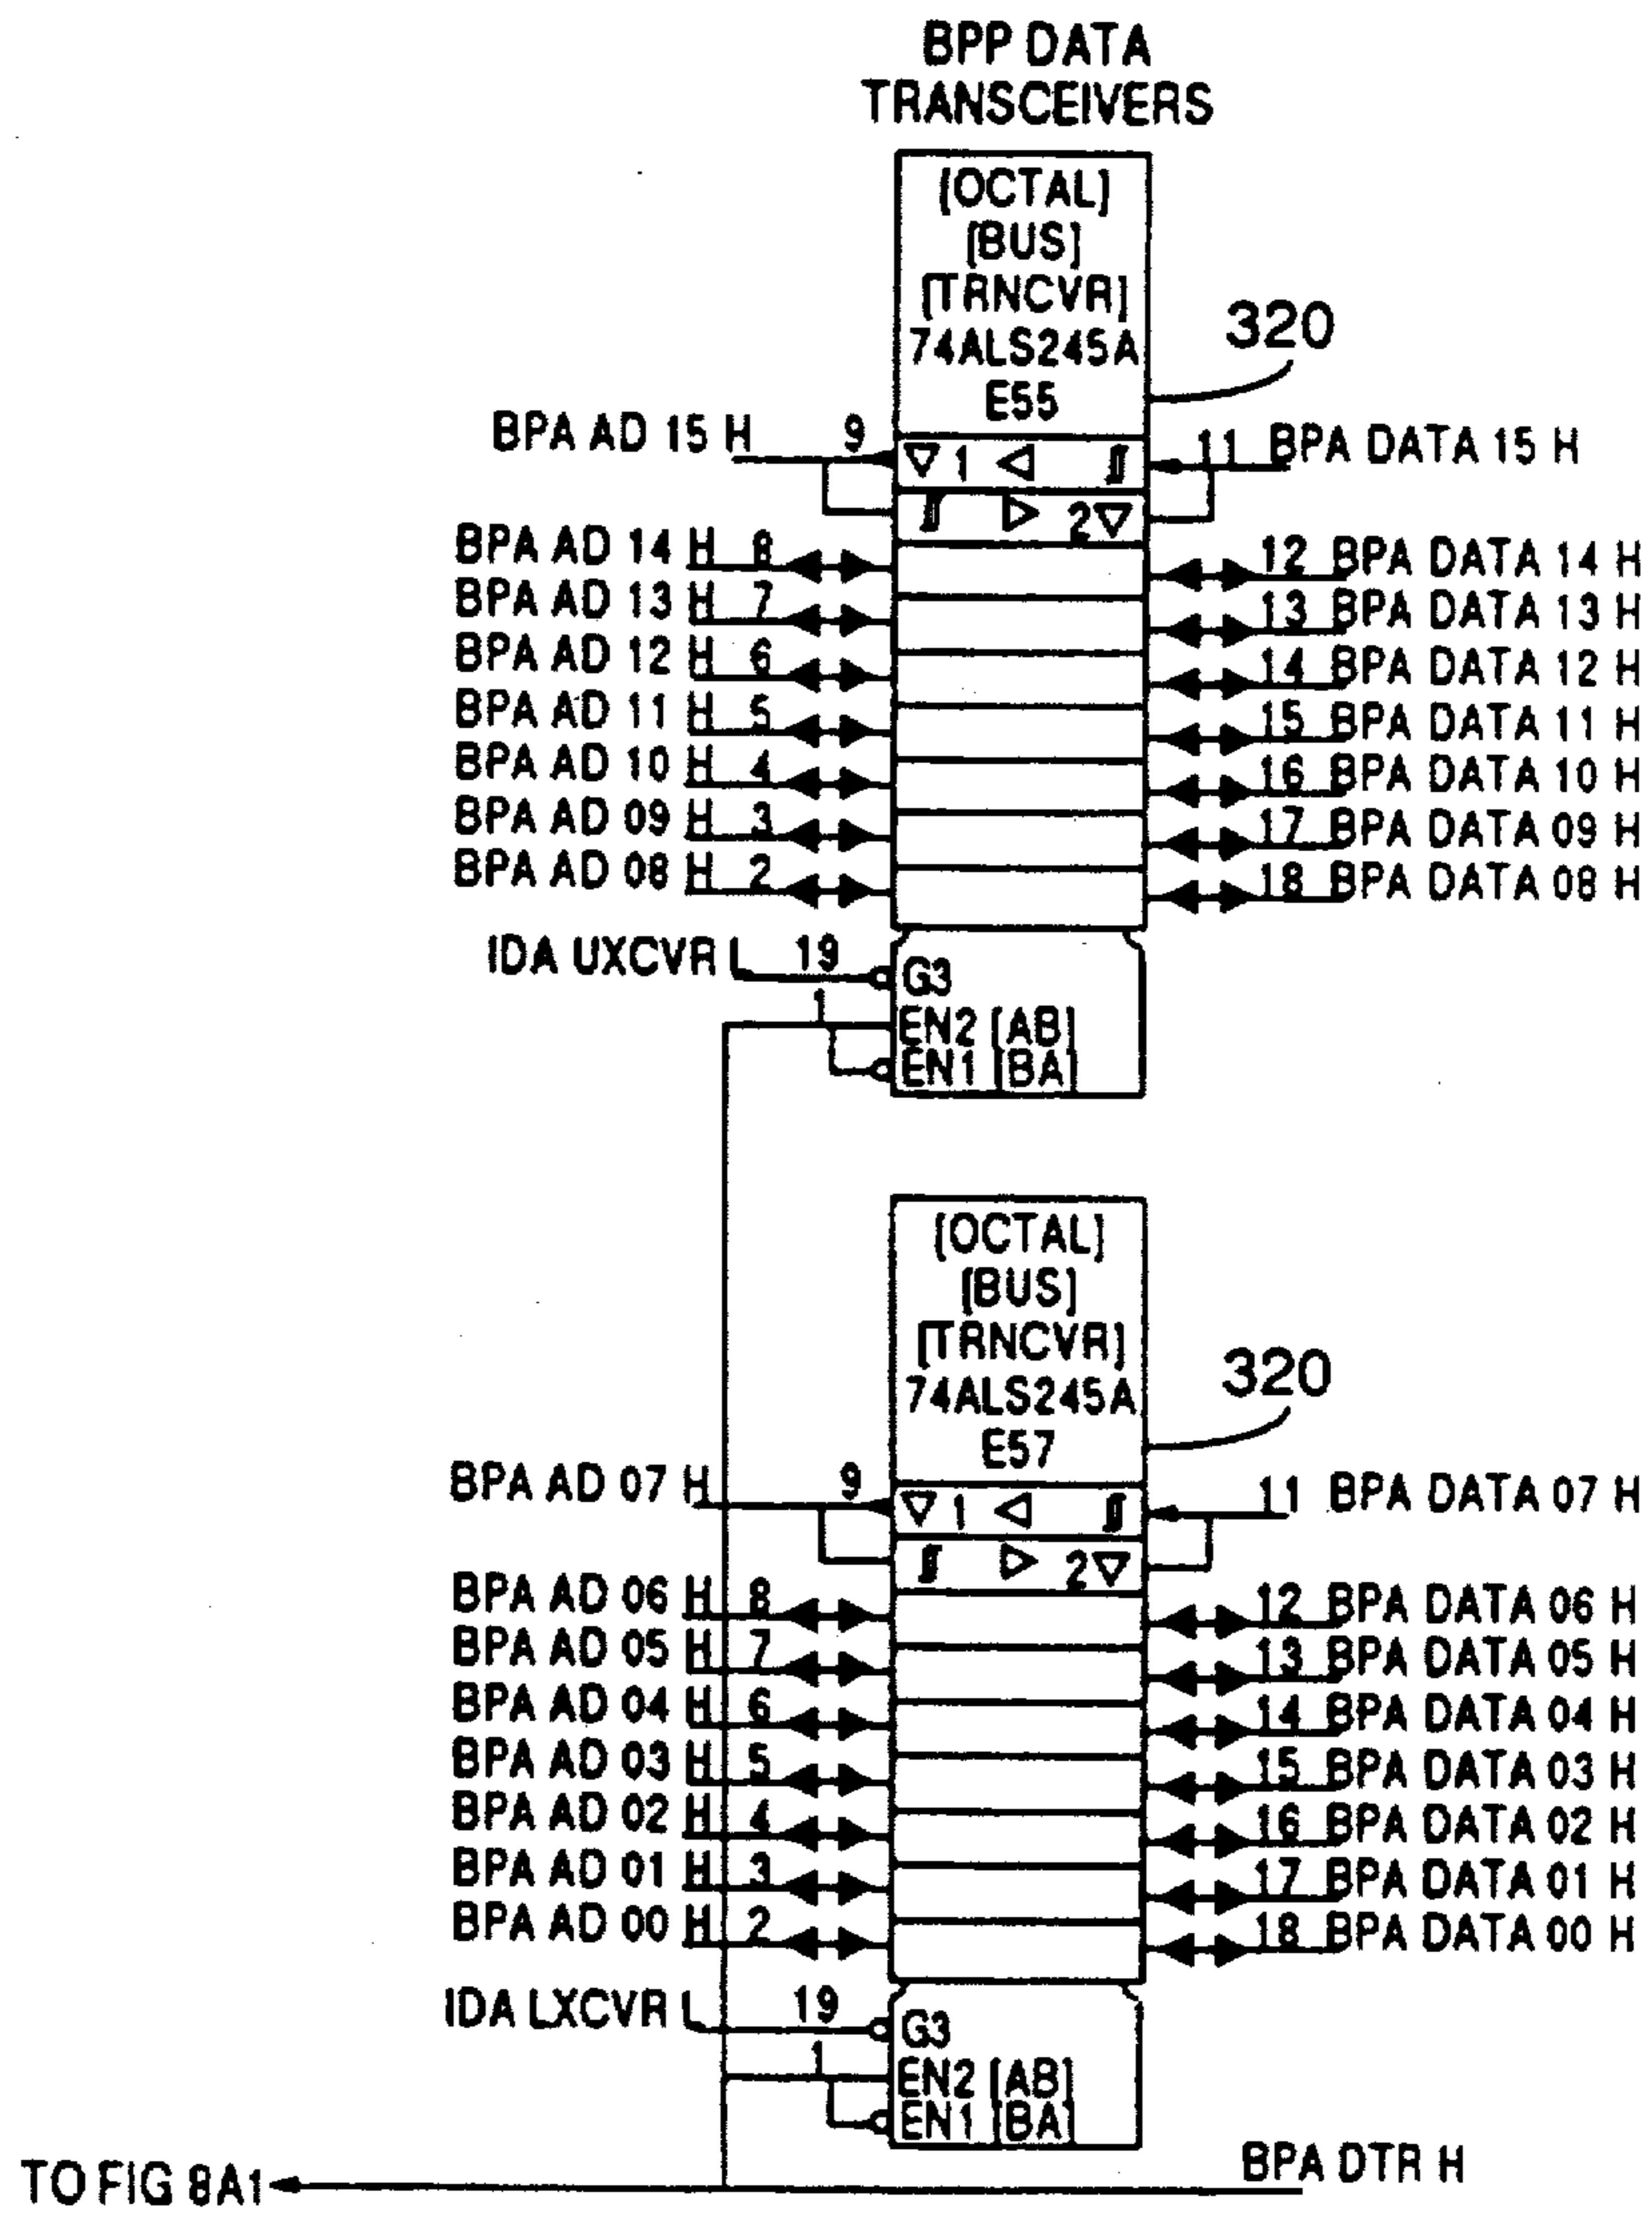 BPP DATA
TRANSCEIVERS
[OCTAL]
[BUS]
[TRNCVR]
74ALS245A
E55
320
BPA AD 15 H 9 1 11 BPA DATA 15 H
2
BPA AD 14 H 8 12 BPA DATA 14 H
BPA AD 13 H 7 13 BPA DATA 13 H
BPA AD 12 H 6 14 BPA DATA 12 H
BPA AD 11 H 5 15 BPA DATA 11 H
BPA AD 10 H 4 16 BPA DATA 10 H
BPA AD 09 H 3 17 BPA DATA 09 H
BPA AD 08 H 2 18 BPA DATA 08 H
IDA UXCVR L 19 G3
1 EN2 [AB]
EN1 [BA]
[OCTAL]
[BUS]
[TRNCVR]
74ALS245A
E57
320
BPA AD 07 H 9 1 11 BPA DATA 07 H
2
BPA AD 06 H 8 12 BPA DATA 06 H
BPA AD 05 H 7 13 BPA DATA 05 H
BPA AD 04 H 6 14 BPA DATA 04 H
BPA AD 03 H 5 15 BPA DATA 03 H
BPA AD 02 H 4 16 BPA DATA 02 H
BPA AD 01 H 3 17 BPA DATA 01 H
BPA AD 00 H 2 18 BPA DATA 00 H
IDA LXCVR L 19 G3
1 EN2 [AB]
EN1 [BA]
BPA DTR H
TO FIG 8A1